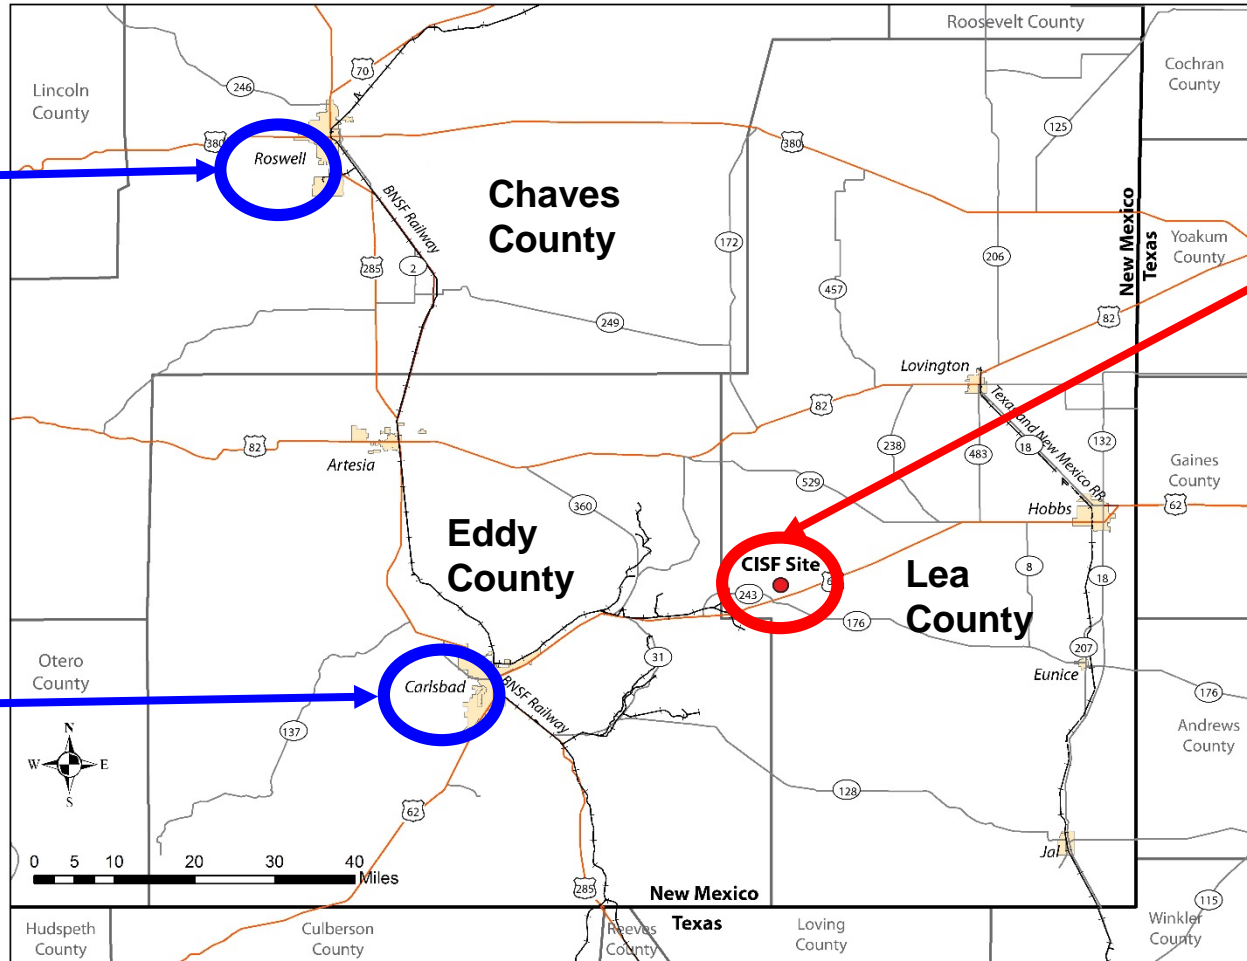 Roosevelt County
Lincoln
County
Cochran
County
70
246
125
380
380
Roswell
Chaves
County
BNSF Railway
172
New Mexico
Texas
Yoakum
County
206
285
2
457
249
82
Lovington
82
Texas and New Mexico RR
238
18
132
82
483
Artesia
529
Gaines
County
360
Hobbs
62
Eddy
County
CISF Site
6
Lea
County
8
18
243
176
31
207
Otero
County
Carlsbad
BNSF Railway
Eunice
176
137
Andrews
County
N
W
E
S
128
62
Jal
0 5 10 20 30 40
Miles
285
New Mexico
Texas
115
Hudspeth
County
Culberson
County
Reeves
County
Loving
County
Winkler
County